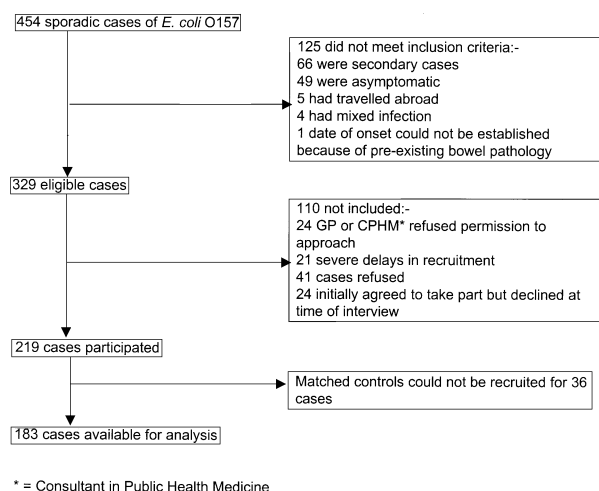 454 sporadic cases of E. coli O157
125 did not meet inclusion criteria:-
66 were secondary cases
49 were asymptomatic
5 had travelled abroad
4 had mixed infection
1 date of onset could not be established
because of pre-existing bowel pathology
329 eligible cases
110 not included:-
24 GP or CPHM* refused permission to
approach
21 severe delays in recruitment
41 cases refused
24 initially agreed to take part but declined at
time of interview
219 cases participated
Matched controls could not be recruited for 36
cases
183 cases available for analysis
* = Consultant in Public Health Medicine